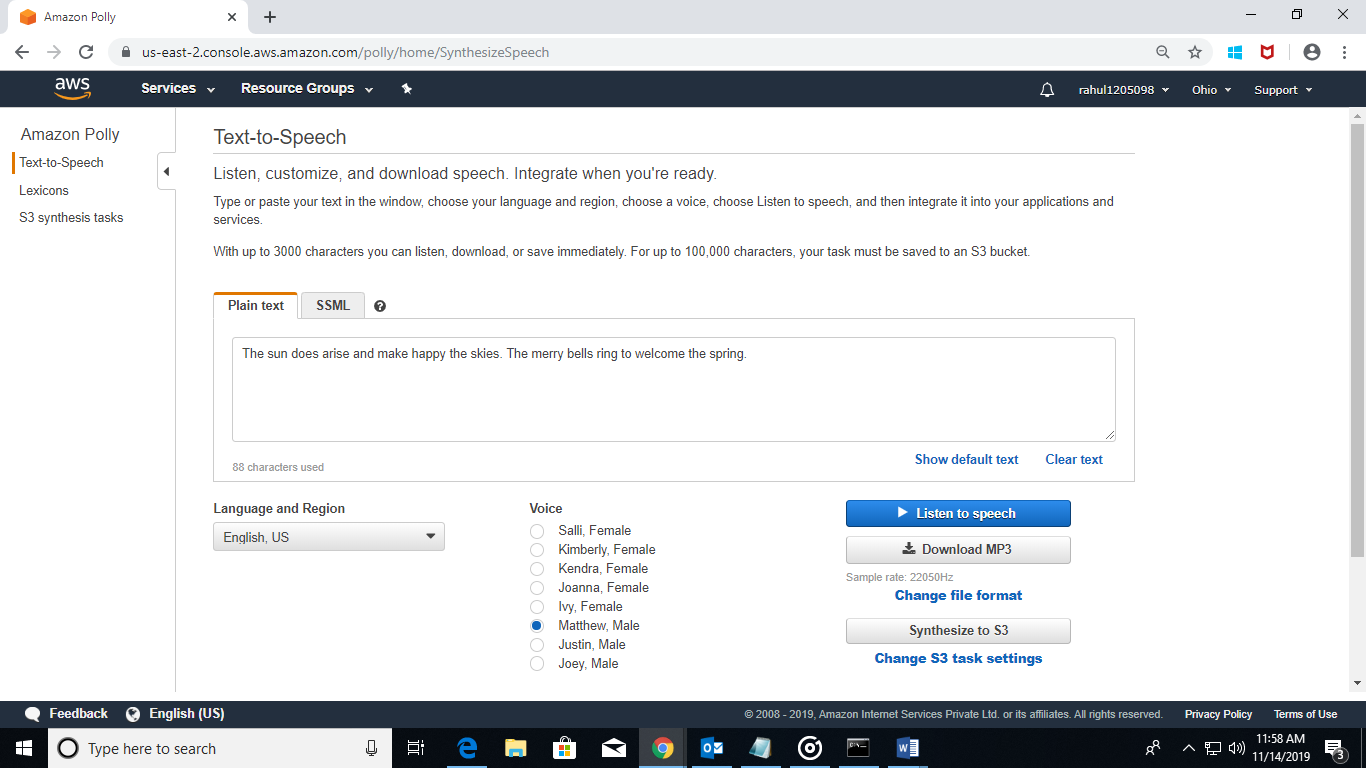 Amazon Polly
us-east-2.console.aws.amazon.com/polly/home/SynthesizeSpeech
aws Services Resource Groups rahul1205098 Ohio Support
Amazon Polly
Text-to-Speech
Lexicons
S3 synthesis tasks
Text-to-Speech
Listen, customize, and download speech. Integrate when you're ready.
Type or paste your text in the window, choose your language and region, choose a voice, choose Listen to speech, and then integrate it into your applications and
services.
With up to 3000 characters you can listen, download, or save immediately. For up to 100,000 characters, your task must be saved to an S3 bucket.
Plain text SSML ?
The sun does arise and make happy the skies. The merry bells ring to welcome the spring.
88 characters used
Show default text Clear text
Language and Region
English, US
Voice
Salli, Female
Kimberly, Female
Kendra, Female
Joanna, Female
Ivy, Female
Matthew, Male
Justin, Male
Joey, Male
Listen to speech
Download MP3
Sample rate: 22050Hz
Change file format
Synthesize to S3
Change S3 task settings
Feedback English (US) © 2008 - 2019, Amazon Internet Services Private Ltd. or its affiliates. All rights reserved. Privacy Policy Terms of Use
Type here to search
11:58 AM
11/14/2019
3